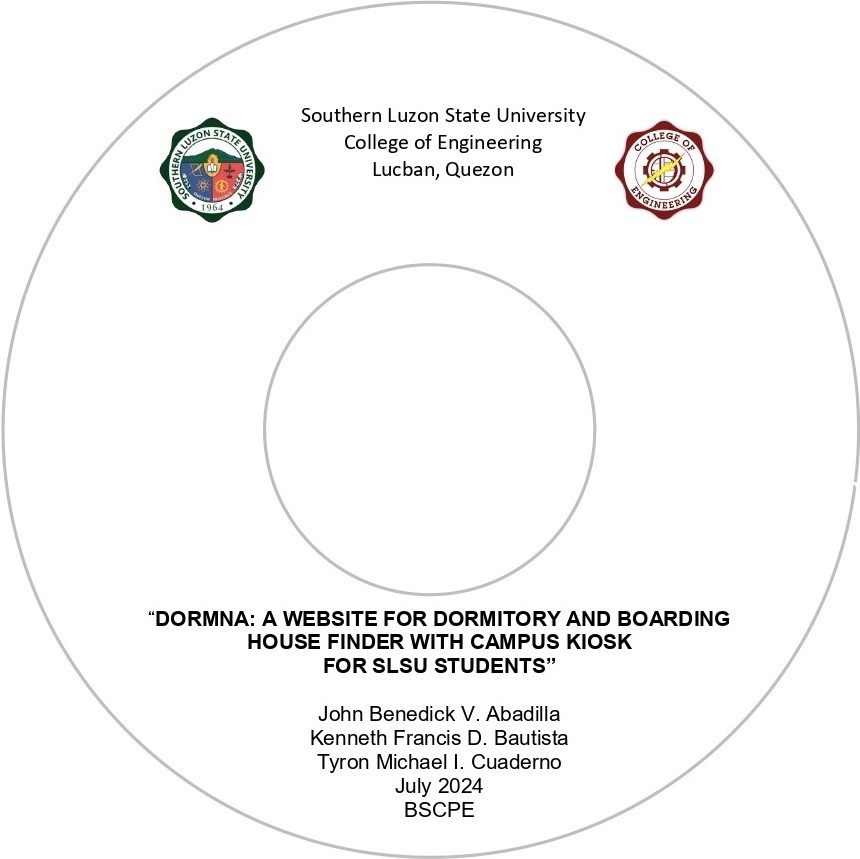 Southern Luzon State University
College of Engineering
Lucban, Quezon
SOUTHERN LUZON STATE UNIVERSITY
• 1964 •
COLLEGE OF
ENGINEERING
“DORMNA: A WEBSITE FOR DORMITORY AND BOARDING
HOUSE FINDER WITH CAMPUS KIOSK
FOR SLSU STUDENTS”
John Benedick V. Abadilla
Kenneth Francis D. Bautista
Tyron Michael I. Cuaderno
July 2024
BSCPE